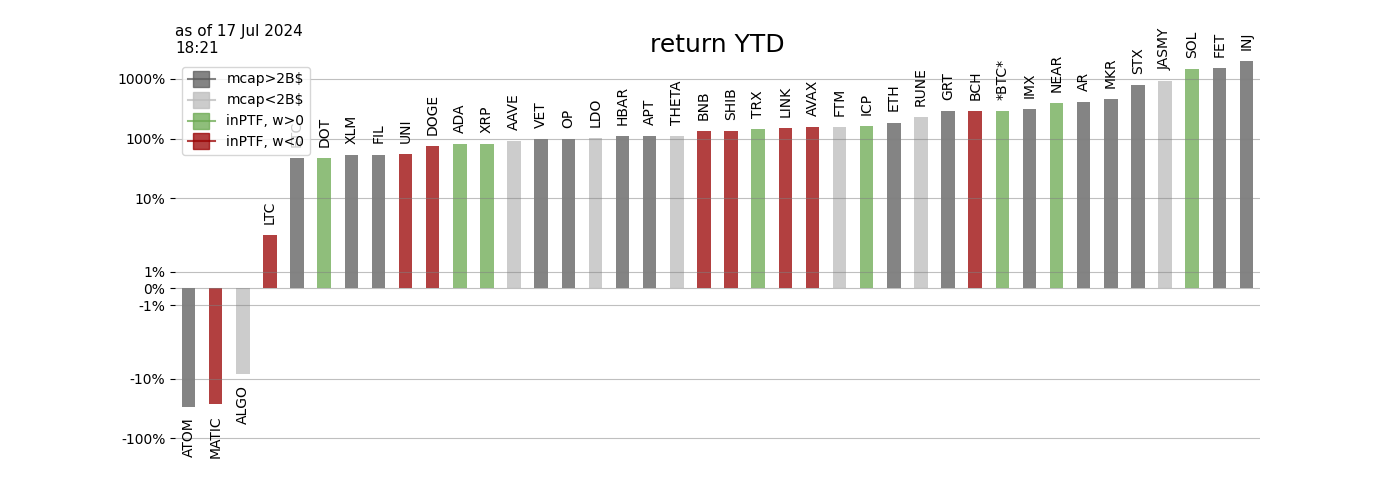 as of 17 Jul 2024
18:21
return YTD
mcap>2B$
mcap<2B$
inPTF, w>0
inPTF, w<0
1000%
100%
10%
1%
0%
-1%
-10%
-100%
ATOM
MATIC
ALGO
LTC
DOT
XLM
FIL
UNI
DOGE
ADA
XRP
AAVE
VET
OP
LDO
HBAR
APT
THETA
BNB
SHIB
TRX
LINK
AVAX
FTM
ICP
ETH
RUNE
GRT
BCH
*BTC*
IMX
NEAR
AR
MKR
STX
JASMY
SOL
FET
INJ